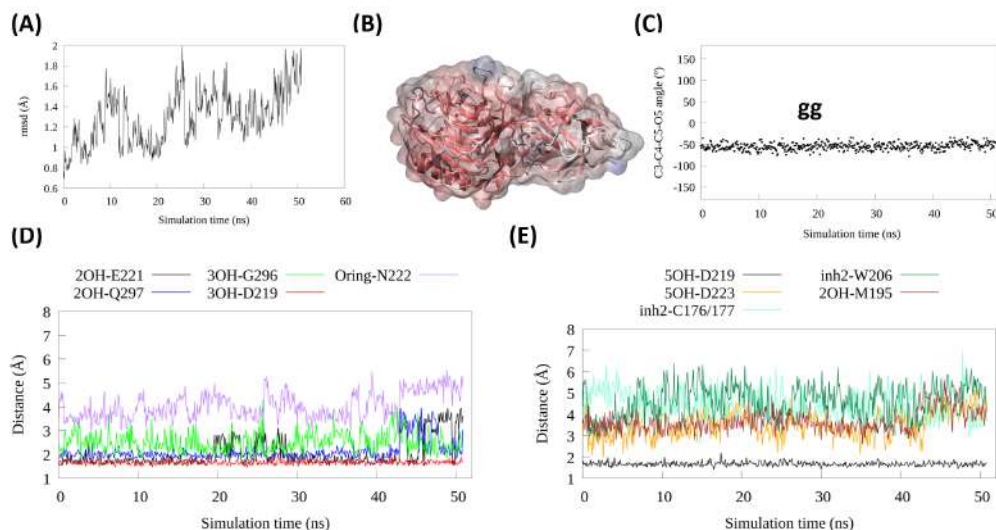 (A)
2
1.8
1.6
1.4
1.2
1
0.8
0.6
rmsd (Å)
0 10 20 30 40 50 60
Simulation time (ns)
(B)
(C)
150
100
50
0
-50
-100
-150
C3-C4-C5-O5 angle (°)
gg
0 10 20 30 40 50
Simulation time (ns)
(D)
2OH-E221 3OH-G296 Oring-N222
2OH-Q297 3OH-D219
8
7
6
5
4
3
2
1
Distance (Å)
0 10 20 30 40 50
Simulation time (ns)
(E)
5OH-D219 inh2-W206
5OH-D223 2OH-M195
inh2-C176/177
8
7
6
5
4
3
2
1
Distance (Å)
0 10 20 30 40 50
Simulation time (ns)